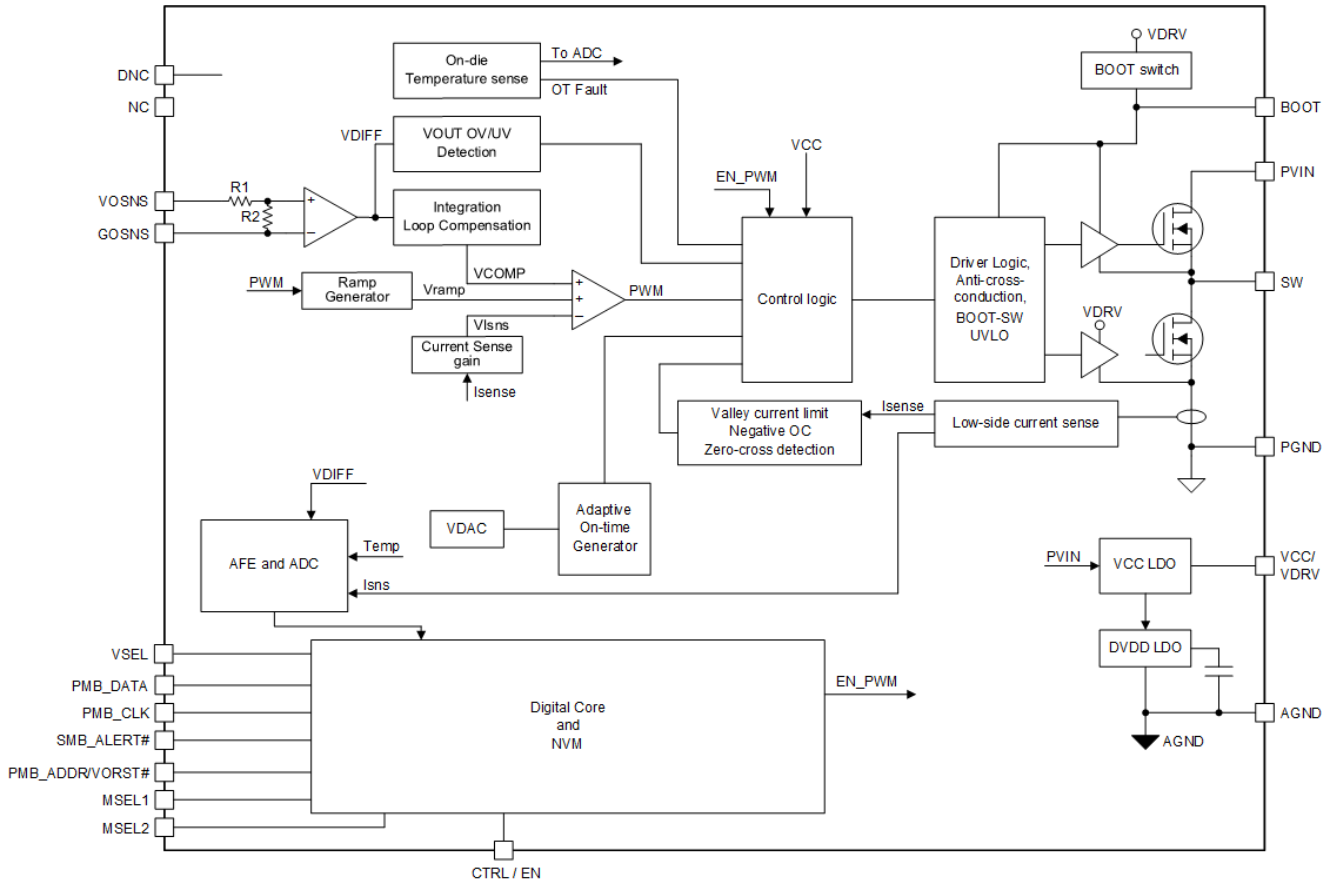 VDRV
BOOT switch
On-die
Temperature sense
To ADC
OT Fault
DNC
NC
BOOT
VDIFF
VOUT OV/UV
Detection
VCC
EN_PWM
PVIN
VOSNS
R1
R2
GOSNS
+
−
Integration
Loop Compensation
VCOMP
PWM
Ramp
Generator
Vramp
+
+
−
PWM
VIsns
Current Sense
gain
Isense
Control logic
Driver Logic,
Anti-cross-
conduction,
BOOT-SW
UVLO
VDRV
SW
Valley current limit
Negative OC
Zero-cross detection
Isense
Low-side current sense
PGND
VDIFF
VDAC
Adaptive
On-time
Generator
AFE and ADC
Temp
Isns
PVIN
VCC LDO
VCC/
VDRV
DVDD LDO
AGND
AGND
VSEL
PMB_DATA
PMB_CLK
SMB_ALERT#
PMB_ADDR/VORST#
MSEL1
MSEL2
Digital Core
and
NVM
EN_PWM
CTRL / EN